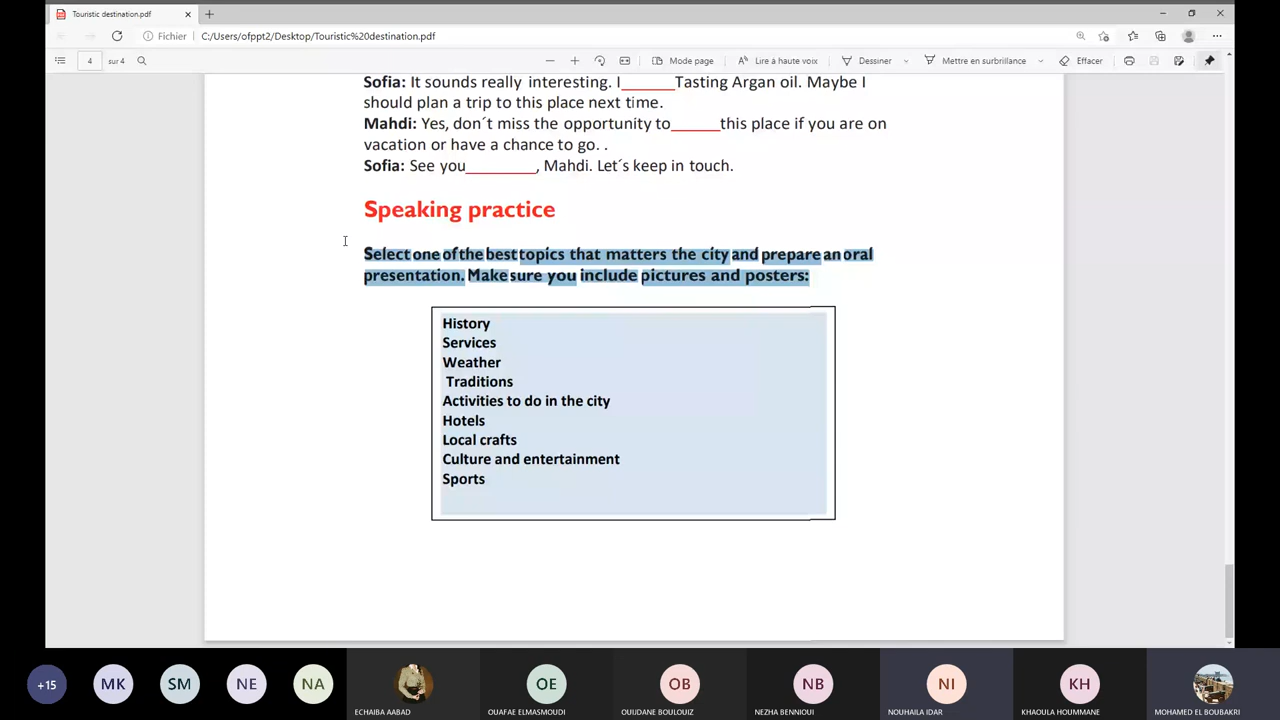 Touristic destination.pdf
Fichier
C:/Users/ofppt2/Desktop/Touristic%20destination.pdf
4 sur 4
Mode page
Lire à haute voix
Dessiner
Mettre en surbrillance
Effacer
Sofia: It sounds really interesting. I_______Tasting Argan oil. Maybe I
should plan a trip to this place next time.
Mahdi: Yes, don´t miss the opportunity to______this place if you are on
vacation or have a chance to go. .
Sofia: See you_________, Mahdi. Let´s keep in touch.
Speaking practice
Select one of the best topics that matters the city and prepare an oral
presentation. Make sure you include pictures and posters:
History
Services
Weather
Traditions
Activities to do in the city
Hotels
Local crafts
Culture and entertainment
Sports
+15
MK
SM
NE
NA
OE
OB
NB
NI
KH
ECHAIBA AABAD
OUAFAE ELMASMOUDI
OUIJDANE BOULOUIZ
NEZHA BENNIOUI
NOUHAILA IDAR
KHAOULA HOUMMANE
MOHAMED EL BOUBAKRI